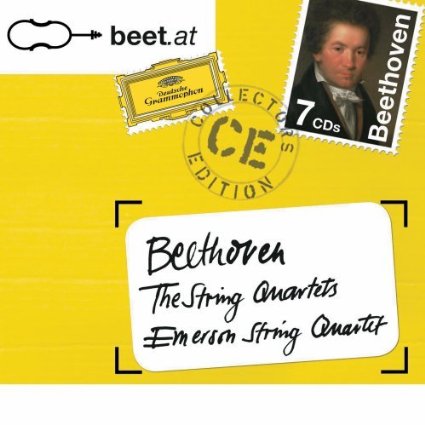 beet.at
Deutsche
Grammophon
COLLECTORS
CE
EDITION
7
CDs
Beethoven
Beethoven
The String Quartets
Emerson String Quartet